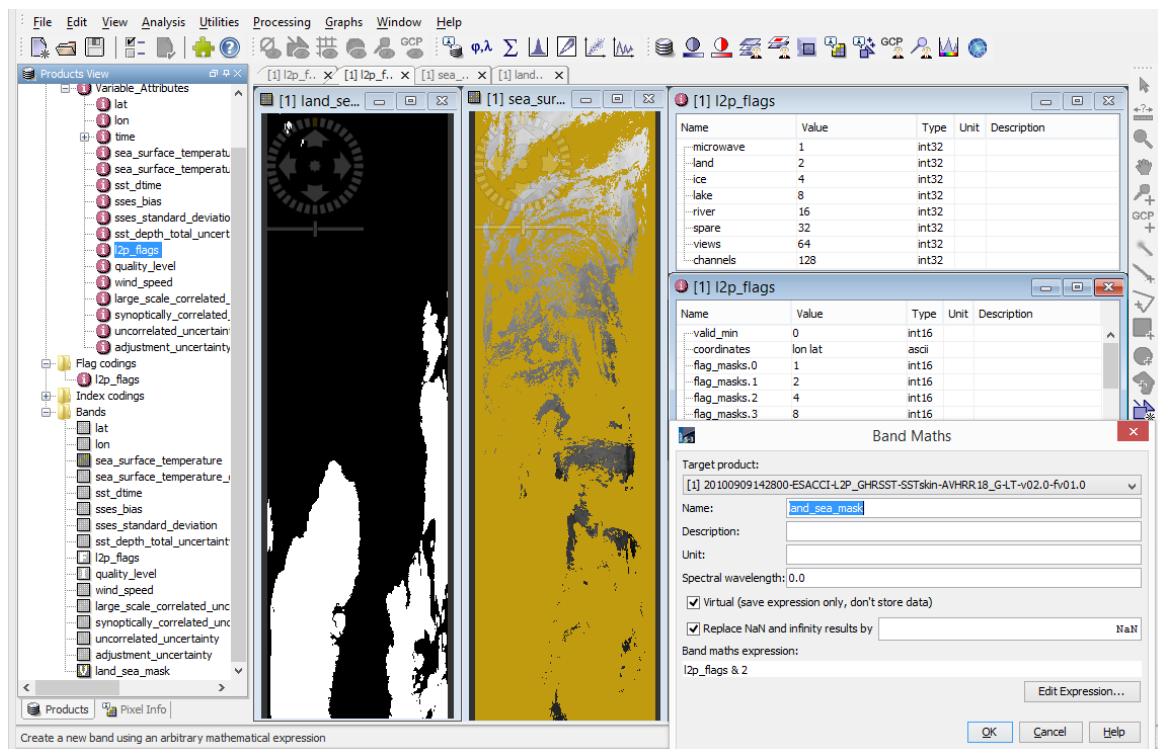 File Edit View Analysis Utilities Processing Graphs Window Help
GCP φ,λ Σ GCP
Products View
[1] l2p_f.. [1] l2p_f.. [1] sea_.. [1] land..
Variable_Attributes
lat
lon
time
sea_surface_temperatu
sea_surface_temperatu
sst_dtime
sses_bias
sses_standard_deviatio
sst_depth_total_uncert
l2p_flags
quality_level
wind_speed
large_scale_correlated_
synoptically_correlated_
uncorrelated_uncertain
adjustment_uncertainty
Flag codings
l2p_flags
Index codings
Bands
lat
lon
sea_surface_temperature
sea_surface_temperature_
sst_dtime
sses_bias
sses_standard_deviation
sst_depth_total_uncertaint
l2p_flags
quality_level
wind_speed
large_scale_correlated_unc
synoptically_correlated_unc
uncorrelated_uncertainty
adjustment_uncertainty
land_sea_mask
Products Pixel Info
Create a new band using an arbitrary mathematical expression
[1] land_se...
[1] sea_sur...
[1] l2p_flags
Name Value Type Unit Description
microwave 1 int32
land 2 int32
ice 4 int32
lake 8 int32
river 16 int32
spare 32 int32
views 64 int32
channels 128 int32
[1] l2p_flags
Name Value Type Unit Description
valid_min 0 int16
coordinates lon lat ascii
flag_masks.0 1 int16
flag_masks.1 2 int16
flag_masks.2 4 int16
flag_masks.3 8 int16
Band Maths
Target product:
[1] 20100909142800-ESACCI-L2P_GHRSST-SSTskin-AVHRR18_G-LT-v02.0-fv01.0
Name: land_sea_mask
Description:
Unit:
Spectral wavelength: 0.0
Virtual (save expression only, don't store data)
Replace NaN and infinity results by NaN
Band maths expression:
l2p_flags & 2
Edit Expression...
OK Cancel Help
GCP